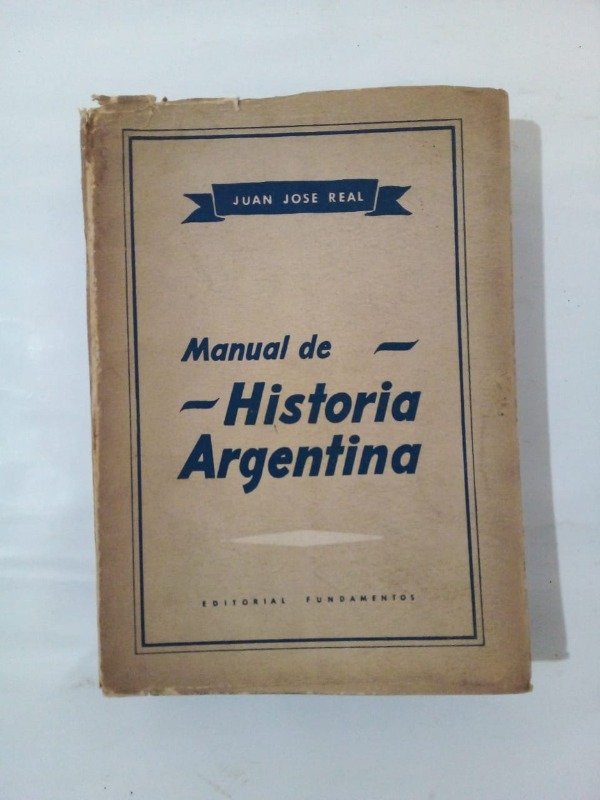 JUAN JOSE REAL
Manual de
Historia
Argentina
EDITORIAL FUNDAMENTOS